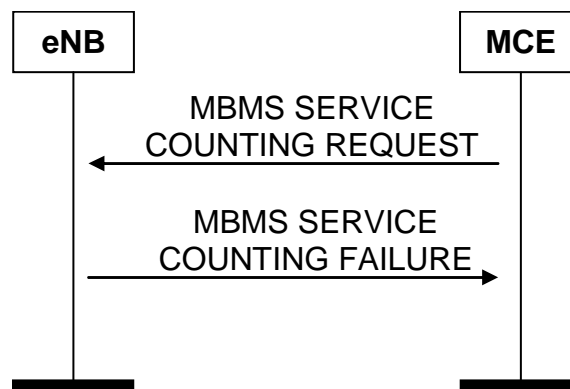 eNB
MCE
MBMS SERVICE
COUNTING REQUEST
MBMS SERVICE
COUNTING FAILURE